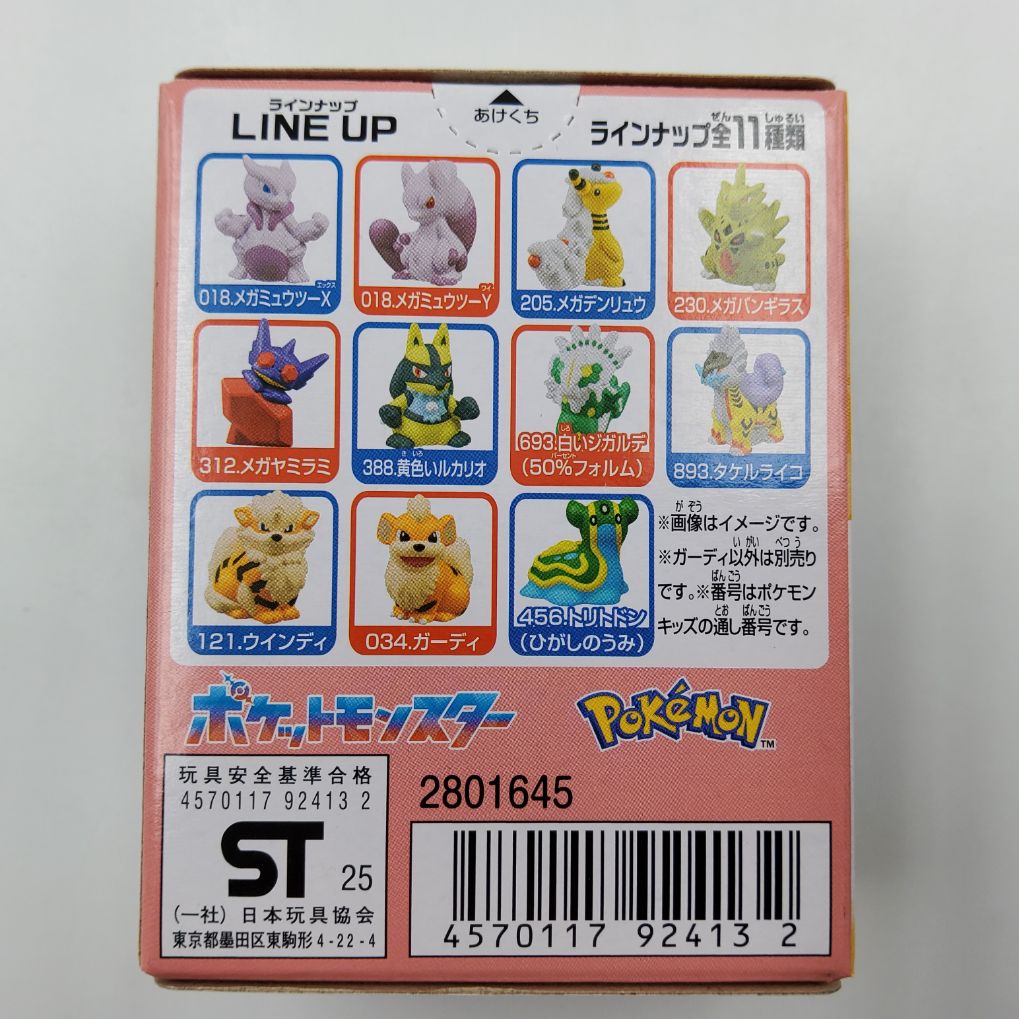 ラインナップ
LINE UP
あけくち
ラインナップ全11種類
ぜん しゅるい
018.メガミュウツーX
エックス
018.メガミュウツーY
ワイ
205.メガデンリュウ
230.メガバンギラス
312.メガヤミラミ
388.黄色いルカリオ
き いろ
693.白いジガルデ
しろ
パーセント
(50%フォルム)
893.タケルライコ
121.ウインディ
034.ガーディ
456.トリトドン
(ひがしのうみ)
がぞう
※画像はイメージです。
いがい べつう
※ガーディ以外は別売り
ばんごう
です。※番号はポケモン
とお ばんごう
キッズの通し番号です。
ポケットモンスター
POKéMON
TM
玩具安全基準合格
4570117 92413 2
ST 25
(一社)日本玩具協会
東京都墨田区東駒形4-22-4
2801645
4570117 92413 2